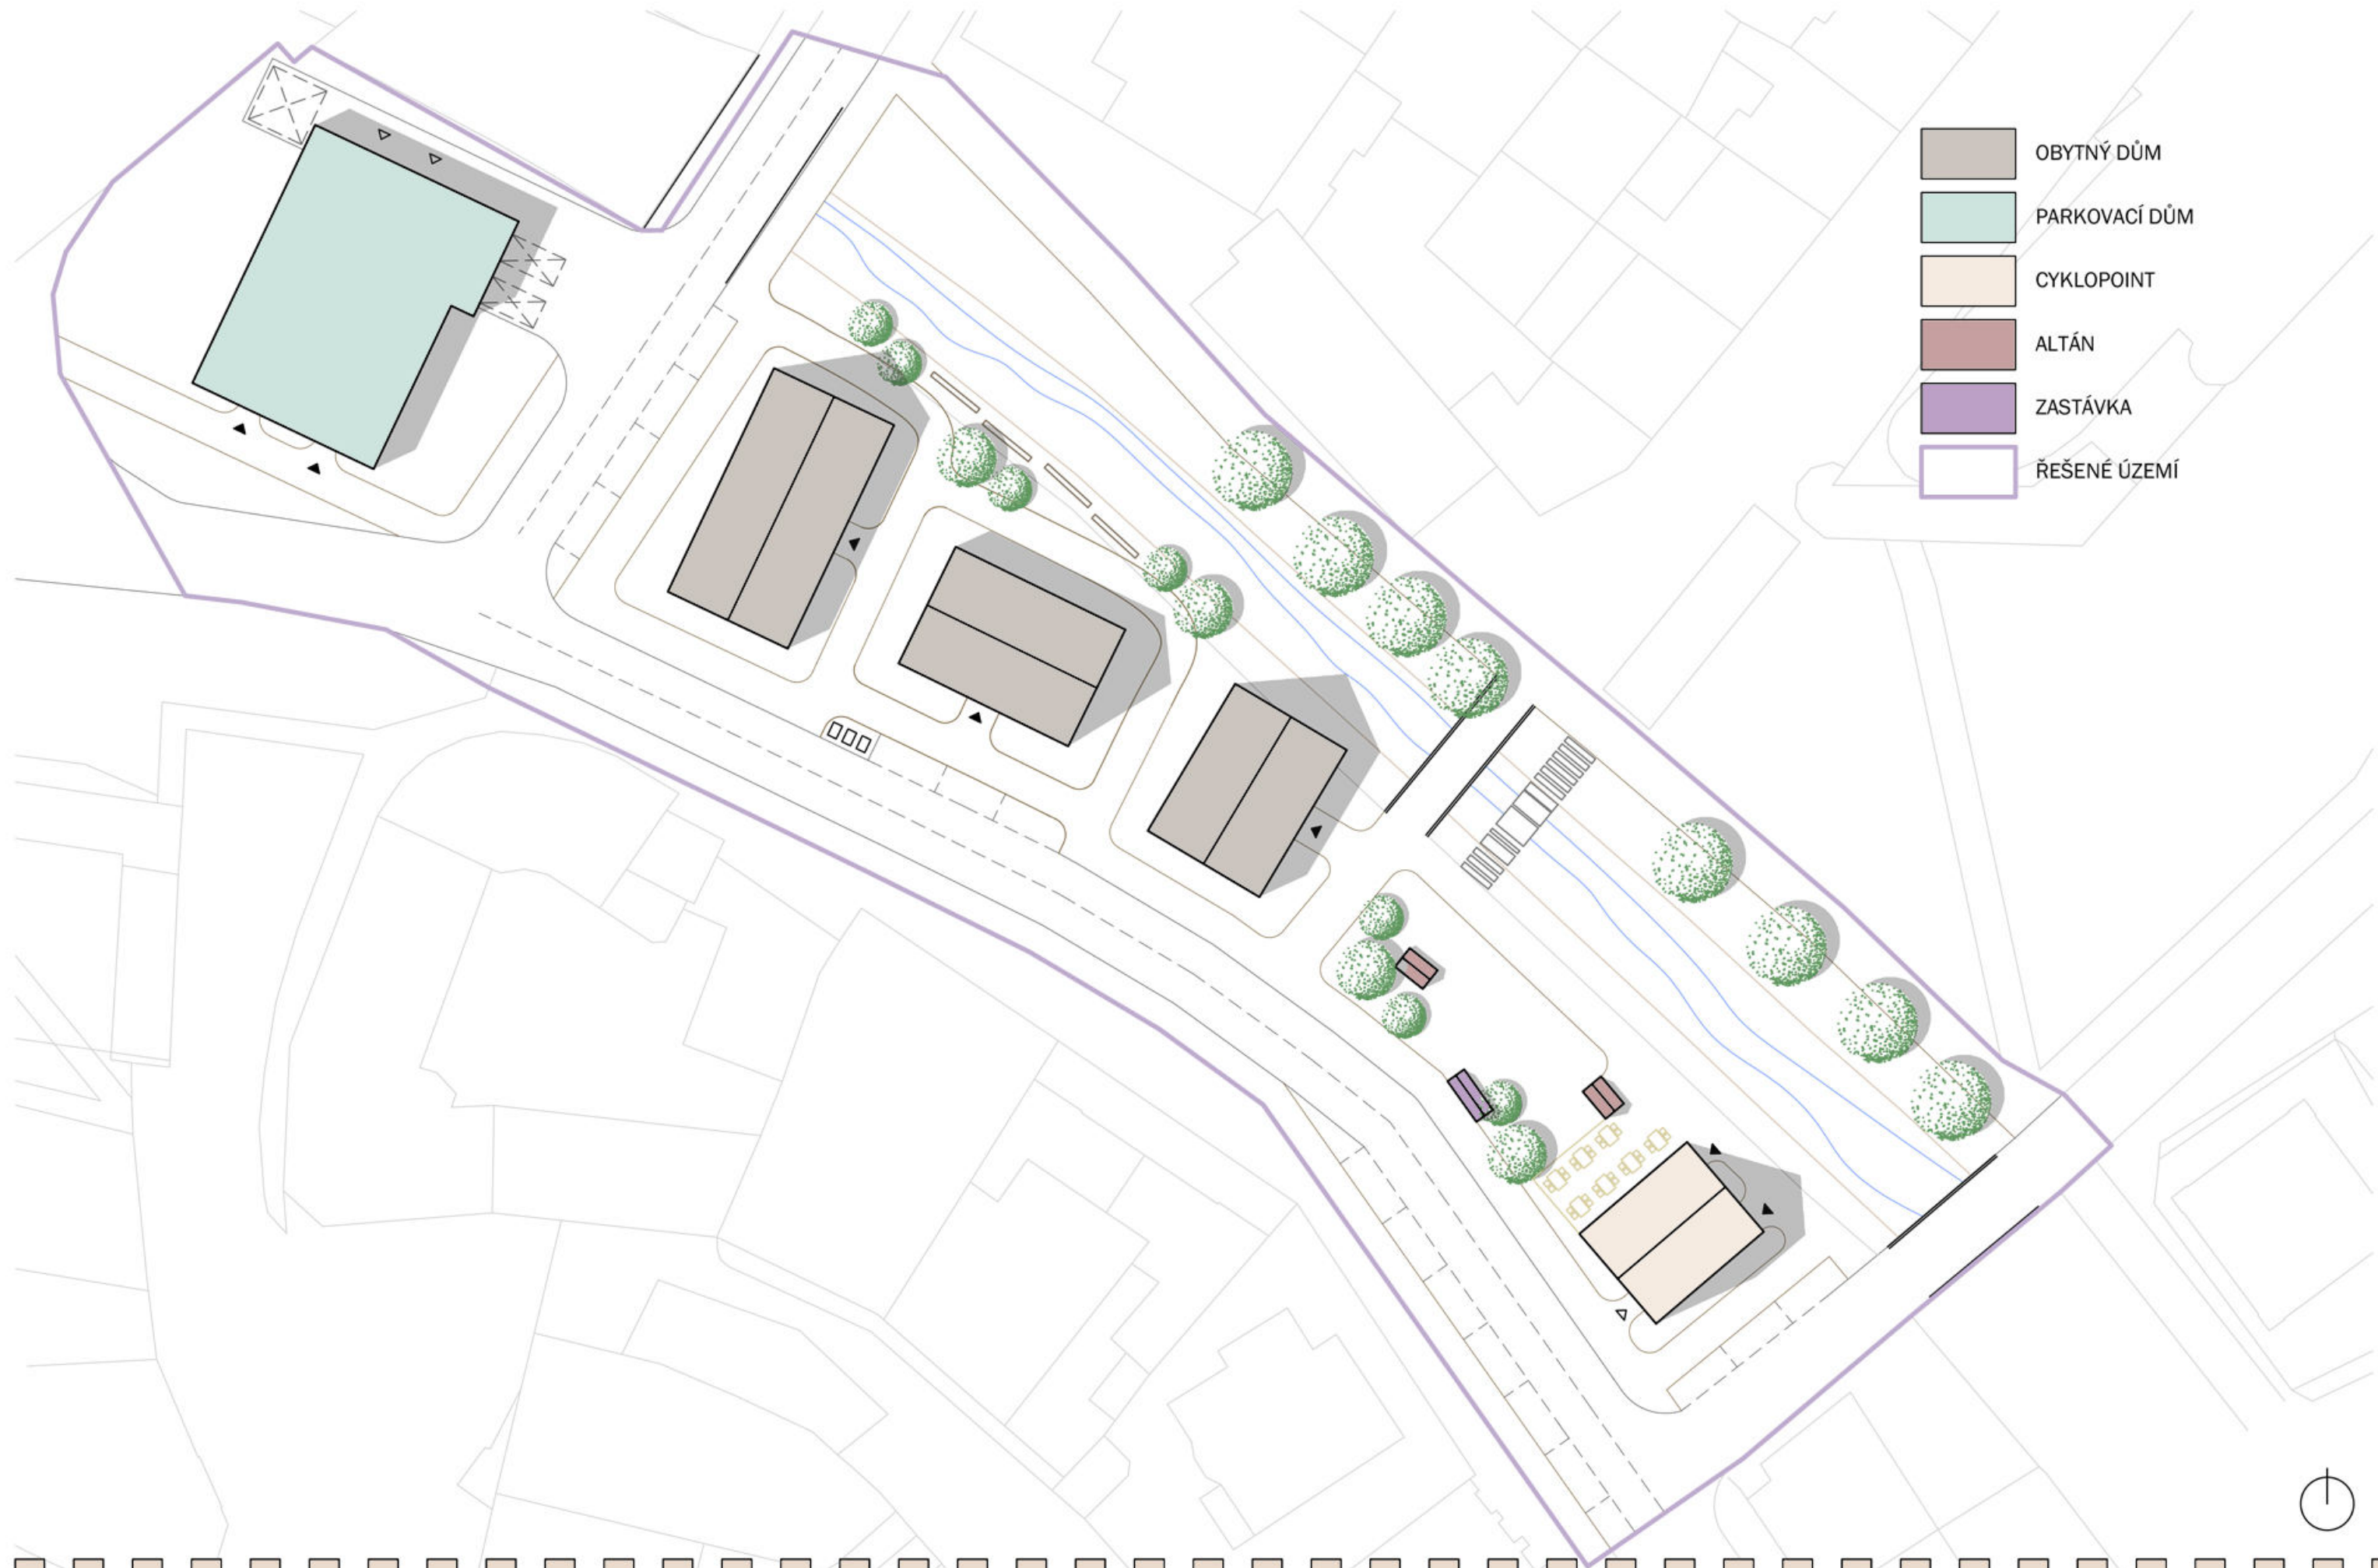 OBYTNÝ DŮM
PARKOVACÍ DŮM
CYKLOPOINT
ALTÁN
ZASTÁVKA
ŘEŠENÉ ÚZEMÍ